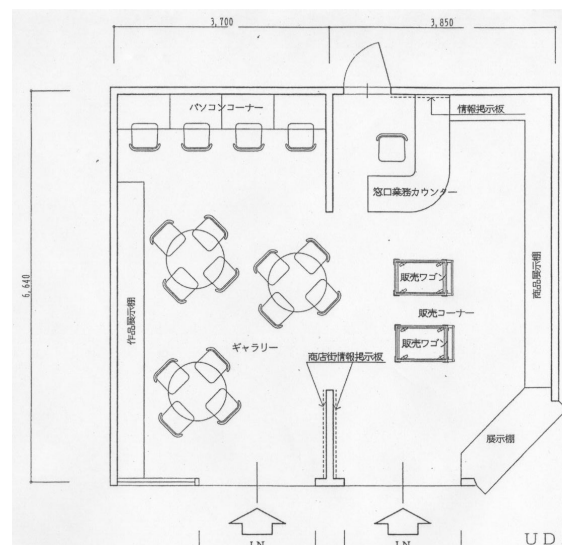 3,700
3,850
パソコンコーナー
情報掲示板
窓口業務カウンター
6,640
作品展示棚
販売ワゴン
商品展示棚
販売コーナー
販売ワゴン
ギャラリー
商店街情報掲示板
展示棚
IN
IN
UD